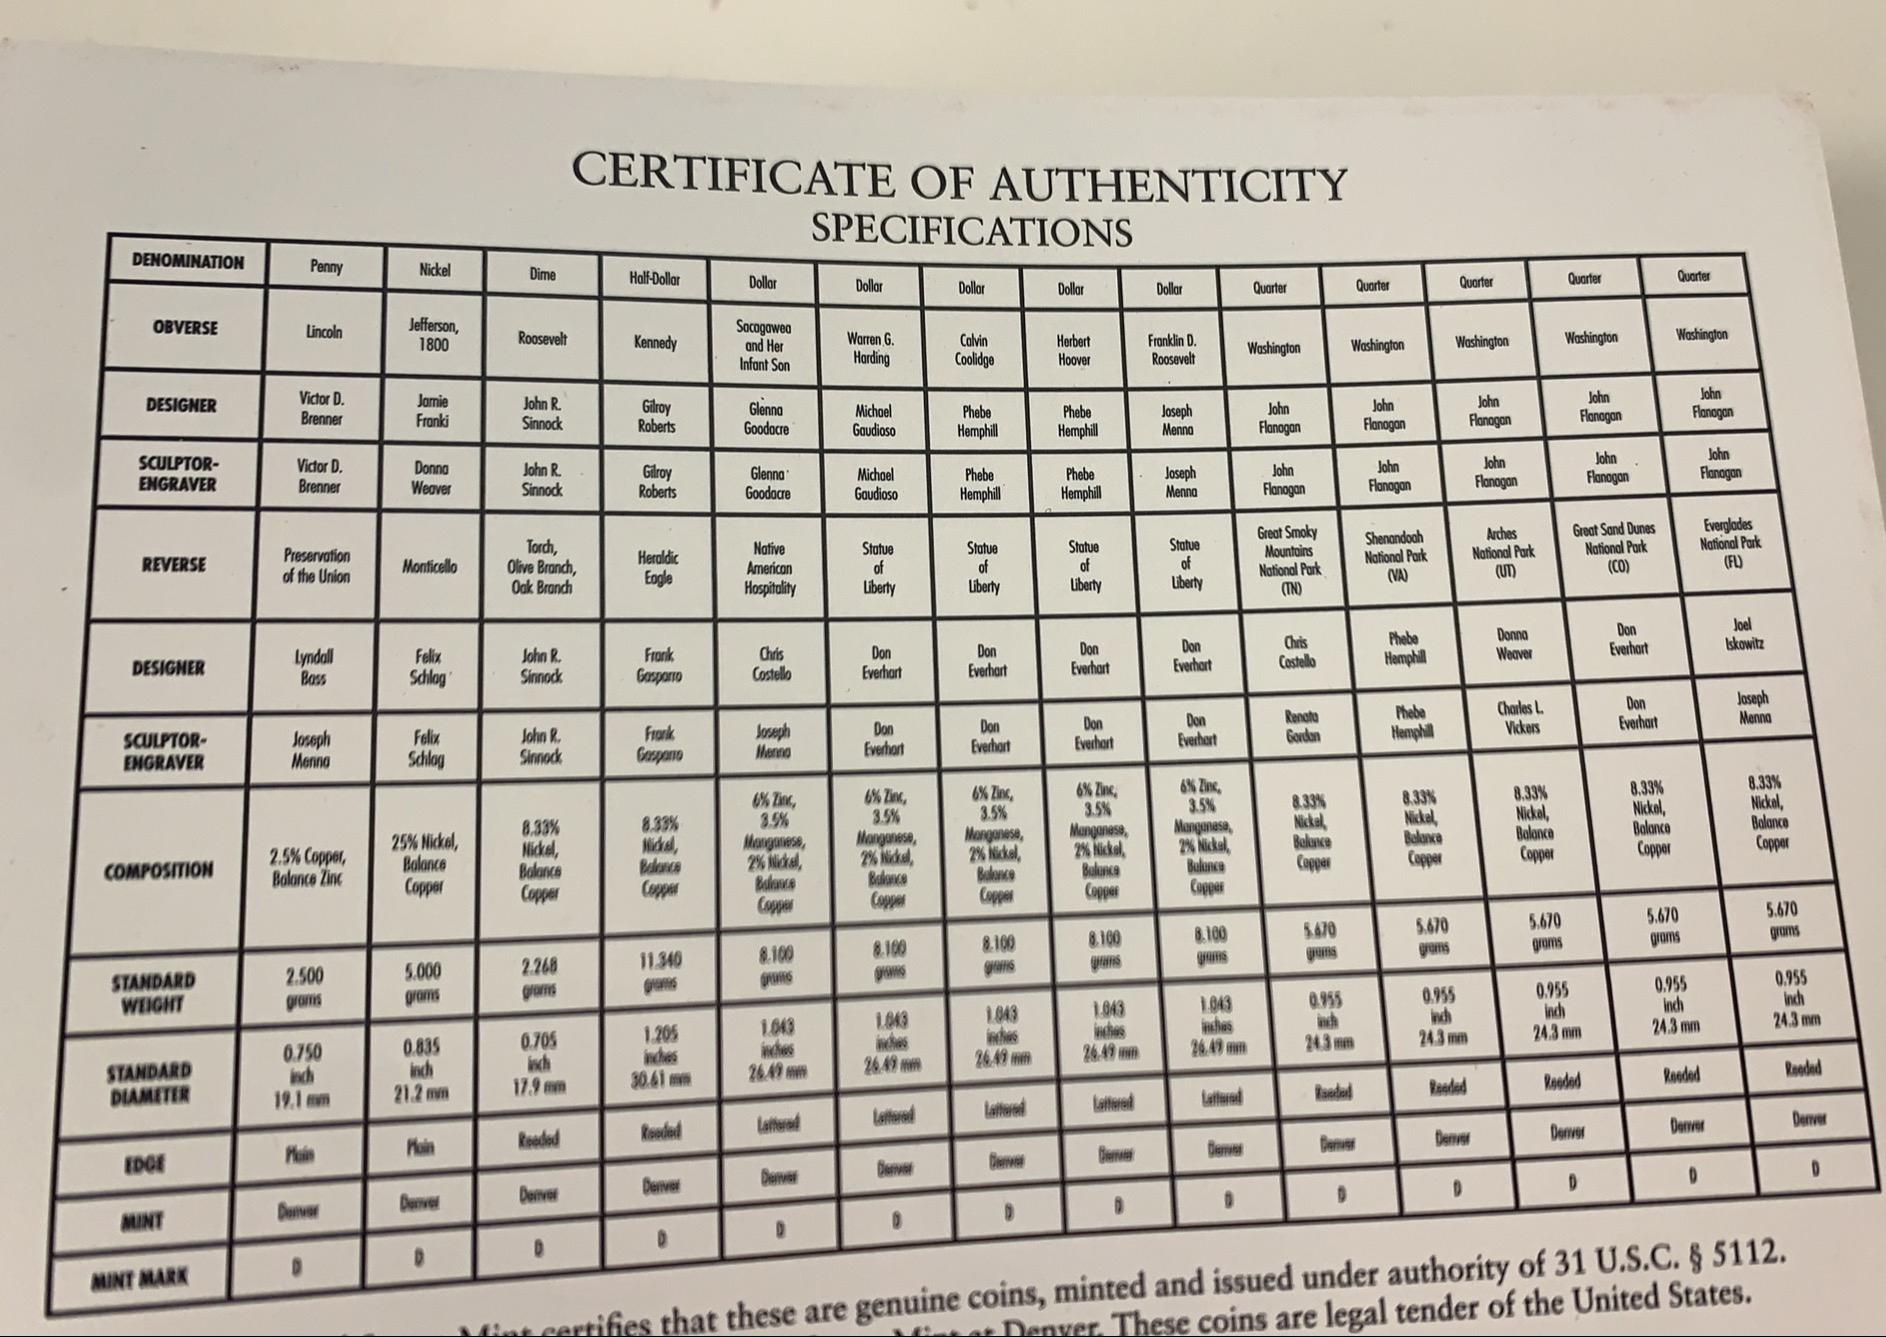 CERTIFICATE OF AUTHENTICITY
SPECIFICATIONS
DENOMINATION Penny Nickel Dime Half-Dollar Dollar Dollar Dollar Dollar Dollar Quarter Quarter Quarter Quarter Quarter
OBVERSE Lincoln Jefferson, 1800 Roosevelt Kennedy Sacagawea and Her Infant Son Warren G. Harding Calvin Coolidge Herbert Hoover Franklin D. Roosevelt Washington Washington Washington Washington Washington
DESIGNER Victor D. Brenner Jamie Franki John R. Sinnock Gilroy Roberts Glenna Goodacre Michael Gaudioso Phebe Hemphill Phebe Hemphill Joseph Menna John Flanagan John Flanagan John Flanagan John Flanagan John Flanagan
SCULPTOR-ENGRAVER Victor D. Brenner Donna Weaver John R. Sinnock Gilroy Roberts Glenna Goodacre Michael Gaudioso Phebe Hemphill Phebe Hemphill Joseph Menna John Flanagan John Flanagan John Flanagan John Flanagan John Flanagan
REVERSE Preservation of the Union Monticello Torch, Olive Branch, Oak Branch Heraldic Eagle Native American Hospitality Statue of Liberty Statue of Liberty Statue of Liberty Statue of Liberty Great Smoky Mountains National Park (TN) Shenandoah National Park (VA) Arches National Park (UT) Great Sand Dunes National Park (CO) Everglades National Park (FL)
DESIGNER Lyndall Bass Felix Schlag John R. Sinnock Frank Gasparro Chris Costello Don Everhart Don Everhart Don Everhart Don Everhart Chris Costello Phebe Hemphill Donna Weaver Don Everhart Joel Iskowitz
SCULPTOR-ENGRAVER Joseph Menna Felix Schlag John R. Sinnock Frank Gasparro Joseph Menna Don Everhart Don Everhart Don Everhart Don Everhart Renata Gordon Phebe Hemphill Charles L. Vickers Don Everhart Joseph Menna
COMPOSITION 2.5% Copper, Balance Zinc 25% Nickel, Balance Copper 8.33% Nickel, Balance Copper 8.33% Nickel, Balance Copper 6% Zinc, 3.5% Manganese, 2% Nickel, Balance Copper 6% Zinc, 3.5% Manganese, 2% Nickel, Balance Copper 6% Zinc, 3.5% Manganese, 2% Nickel, Balance Copper 6% Zinc, 3.5% Manganese, 2% Nickel, Balance Copper 6% Zinc, 3.5% Manganese, 2% Nickel, Balance Copper 8.33% Nickel, Balance Copper 8.33% Nickel, Balance Copper 8.33% Nickel, Balance Copper 8.33% Nickel, Balance Copper 8.33% Nickel, Balance Copper
STANDARD WEIGHT 2.500 grams 5.000 grams 2.268 grams 11.340 grams 8.100 grams 8.100 grams 8.100 grams 8.100 grams 8.100 grams 5.670 grams 5.670 grams 5.670 grams 5.670 grams 5.670 grams
STANDARD DIAMETER 0.750 inch 19.1 mm 0.835 inch 21.2 mm 0.705 inch 17.9 mm 1.205 inches 30.61 mm 1.043 inches 26.49 mm 1.043 inches 26.49 mm 1.043 inches 26.49 mm 1.043 inches 26.49 mm 1.043 inches 26.49 mm 0.955 inch 24.3 mm 0.955 inch 24.3 mm 0.955 inch 24.3 mm 0.955 inch 24.3 mm 0.955 inch 24.3 mm
EDGE Plain Plain Reeded Reeded Lettered Lettered Lettered Lettered Lettered Reeded Reeded Reeded Reeded Reeded
MINT Denver Denver Denver Denver Denver Denver Denver Denver Denver Denver Denver Denver Denver Denver
MINT MARK D D D D D D D D D D D D D D
Mint certifies that these are genuine coins, minted and issued under authority of 31 U.S.C. § 5112.
Mint at Denver. These coins are legal tender of the United States.